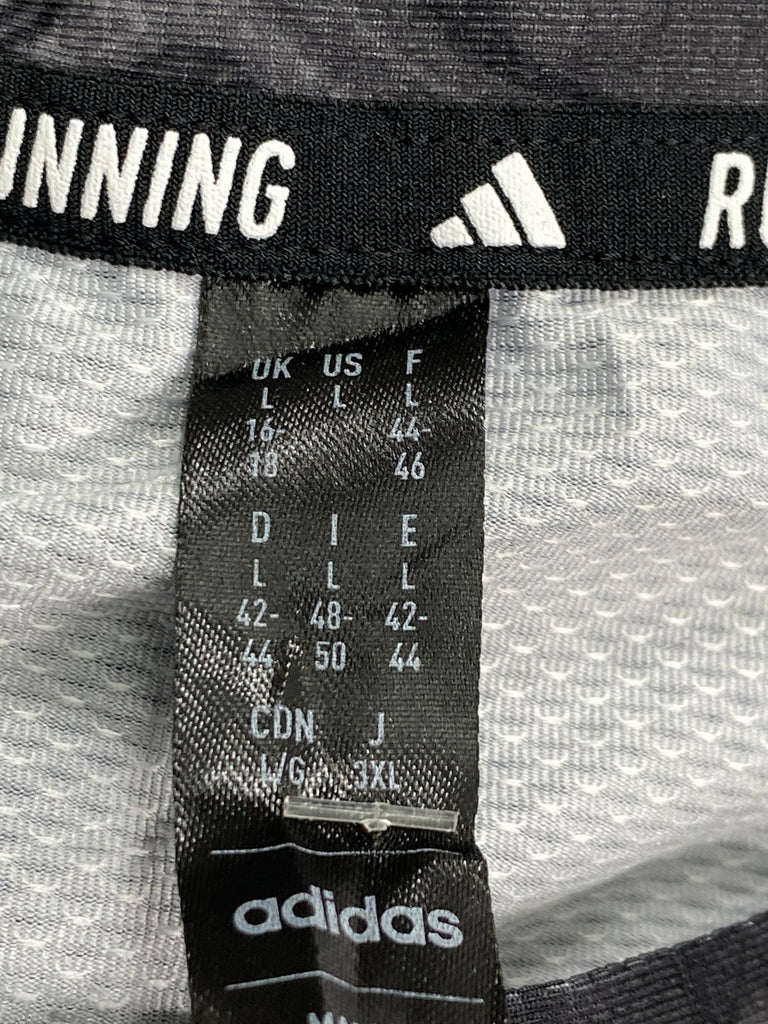 UNNING
UK US F
L L L
16- 44-
18 46
D I E
L L L
42- 48- 42-
44 50 44
CDN J
L/G 3XL
adidas